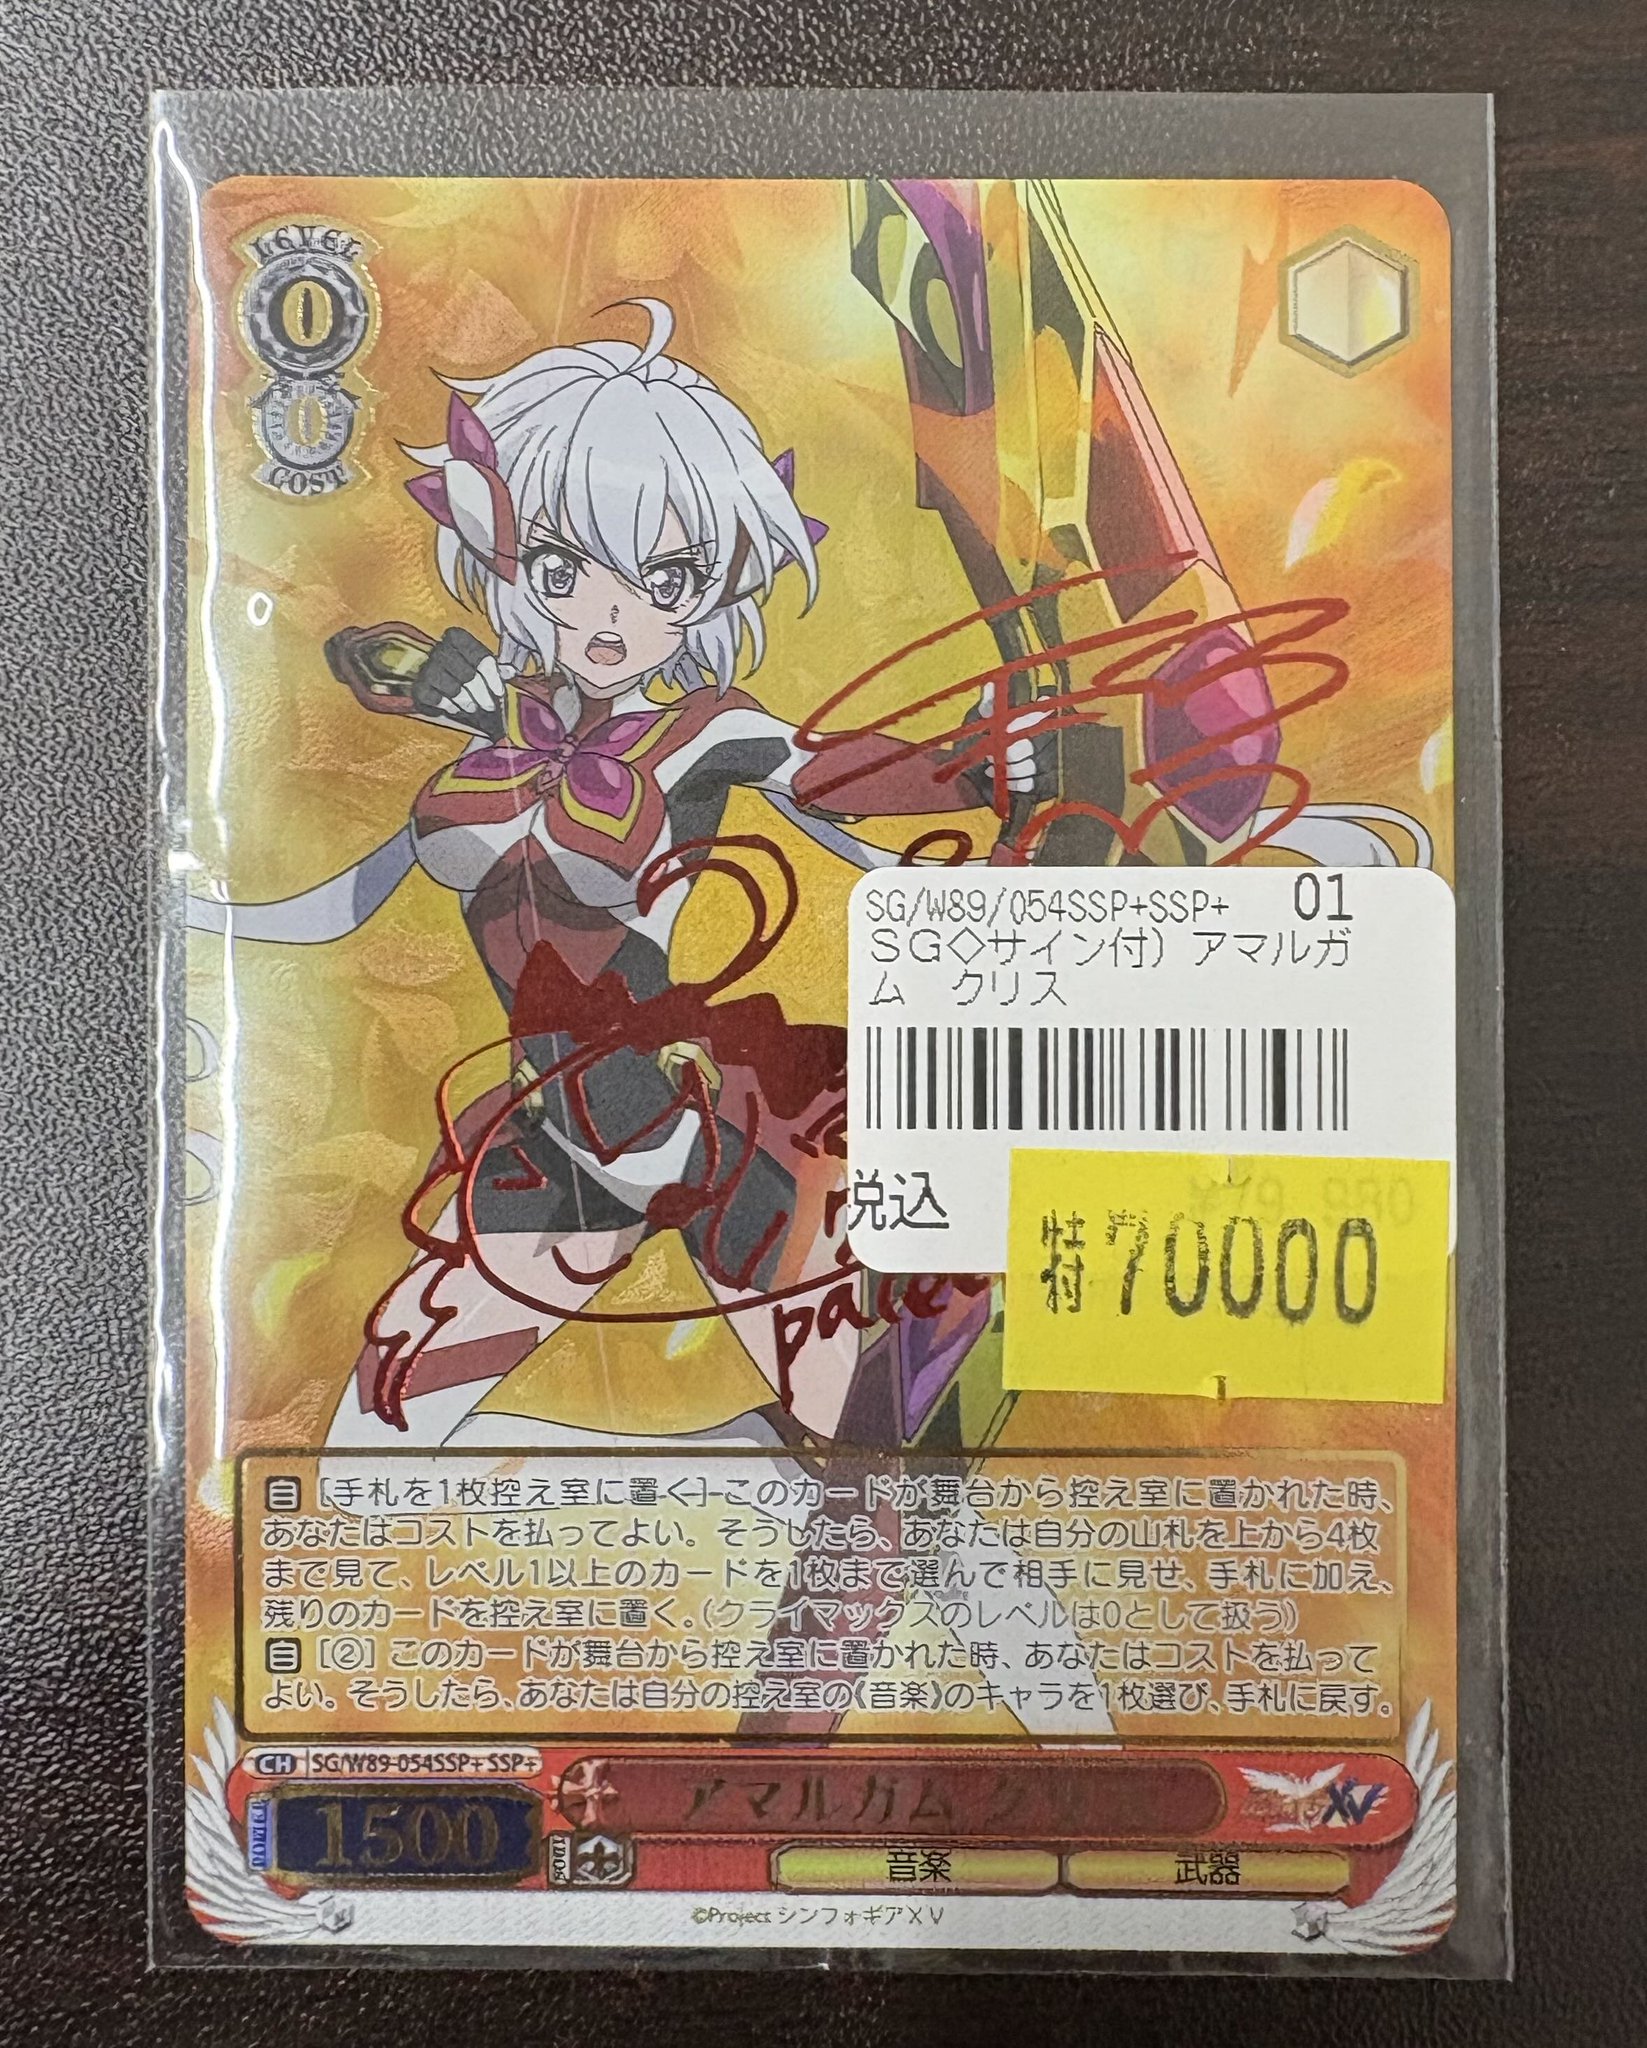 LEVEL
0
0
COST
SG/W89/054SSP+SSP+ 01
SG◇サイン付) アマルガ
ム クリス
税込
特 70000
自 [手札を1枚控え室に置く] このカードが舞台から控え室に置かれた時、
あなたはコストを払ってよい。そうしたら、あなたは自分の山札を上から4枚
まで見て、レベル1以上のカードを1枚まで選んで相手に見せ、手札に加え、
残りのカードを控え室に置く。(クライマックスのレベルは0として扱う)
自 [②] このカードが舞台から控え室に置かれた時、あなたはコストを払って
よい。そうしたら、あなたは自分の控え室の《音楽》のキャラを1枚選び、手札に戻す。
CH SG/W89-054SSP+ SSP+
アマルガム ク
XV
1500
音楽 武器
©Project シンフォギアXV